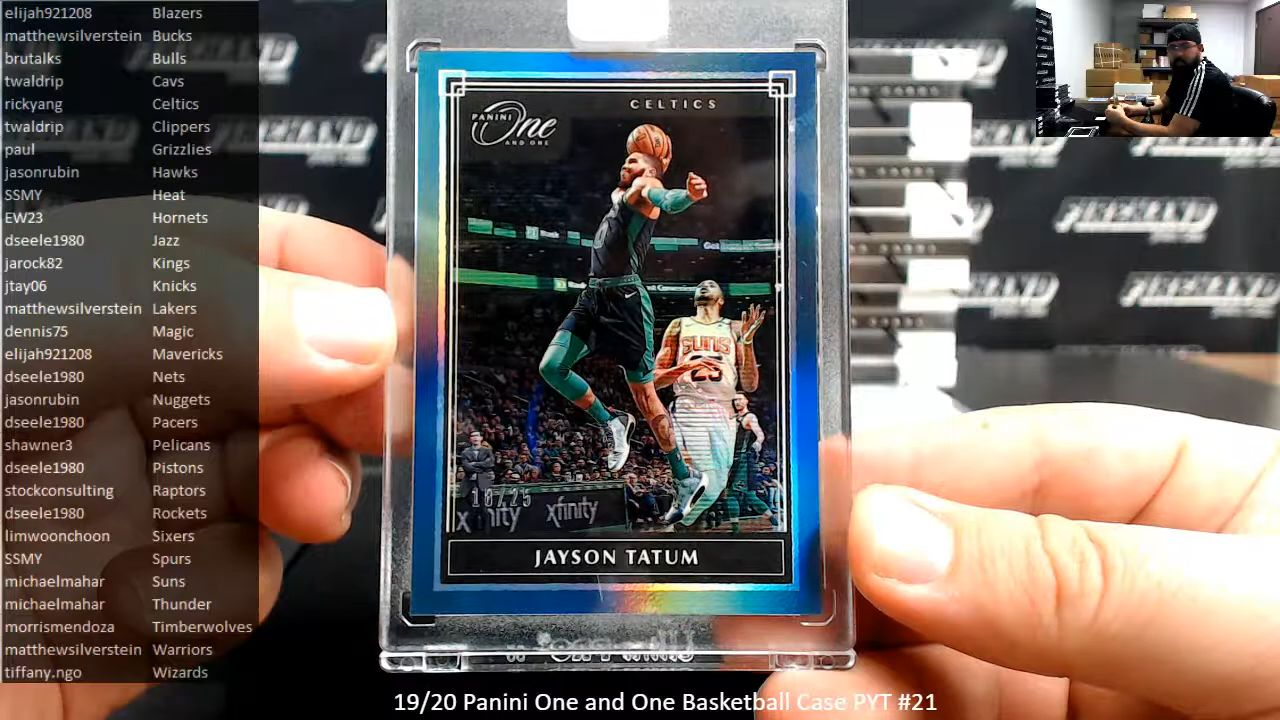 elijah921208 Blazers
matthewsilverstein Bucks
brutalks Bulls
twaldrip Cavs
rickyang Celtics
twaldrip Clippers
paul Grizzlies
jasonrubin Hawks
SSMY Heat
EW23 Hornets
dseele1980 Jazz
jarock82 Kings
jtay06 Knicks
matthewsilverstein Lakers
dennis75 Magic
elijah921208 Mavericks
dseele1980 Nets
jasonrubin Nuggets
dseele1980 Pacers
shawner3 Pelicans
dseele1980 Pistons
stockconsulting Raptors
dseele1980 Rockets
limwoonchoon Sixers
SSMY Spurs
michaelmahar Suns
michaelmahar Thunder
morrismendoza Timberwolves
matthewsilverstein Warriors
tiffany.ngo Wizards
CELTICS
PANINI
One
AND ONE
SUNS
25
xfinity
JAYSON TATUM
FIREHAND
FIREHAND
FIREHAND
19/20 Panini One and One Basketball Case PYT #21